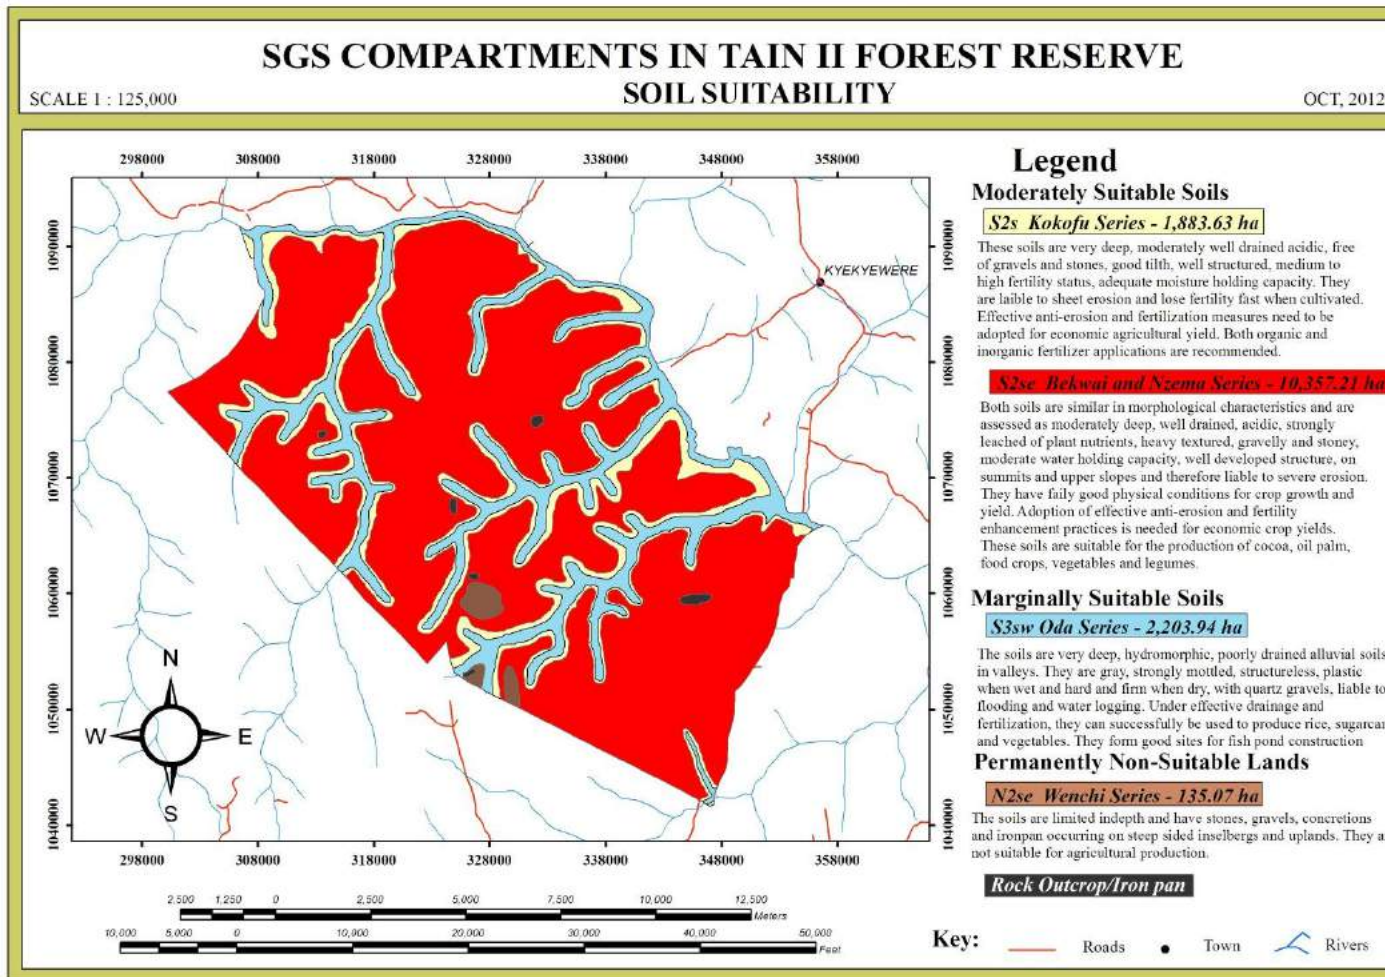 SGS COMPARTMENTS IN TAIN II FOREST RESERVE
SOIL SUITABILITY
SCALE 1 : 125,000
OCT, 2012
298000 308000 318000 328000 338000 348000 358000
1090000 1080000 1070000 1060000 1050000 1040000
1090000 1080000 1070000 1060000 1050000 1040000
KYEKYEWERE
N
W E
S
298000 308000 318000 328000 338000 348000 358000
2,500 1,250 0 2,500 5,000 7,500 10,000 12,500
Meters
10,000 5,000 0 10,000 20,000 30,000 40,000 50,000
Feet
Legend
Moderately Suitable Soils
S2s Kokofu Series - 1,883.63 ha
These soils are very deep, moderately well drained acidic, free
of gravels and stones, good tilth, well structured, medium to
high fertility status, adequate moisture holding capacity. They
are laible to sheet erosion and lose fertility fast when cultivated.
Effective anti-erosion and fertilization measures need to be
adopted for economic agricultural yield. Both organic and
inorganic fertilizer applications are recommended.
S2se Bekwai and Nzema Series - 10,357.21 ha
Both soils are similar in morphological characteristics and are
assessed as moderately deep, well drained, acidic, strongly
leached of plant nutrients, heavy textured, gravelly and stoney,
moderate water holding capacity, well developed structure, on
summits and upper slopes and therefore liable to severe erosion.
They have faily good physical conditions for crop growth and
yield. Adoption of effective anti-erosion and fertility
enhancement practices is needed for economic crop yields.
These soils are suitable for the production of cocoa, oil palm,
food crops, vegetables and legumes.
Marginally Suitable Soils
S3sw Oda Series - 2,203.94 ha
The soils are very deep, hydromorphic, poorly drained alluvial soils
in valleys. They are gray, strongly mottled, structureless, plastic
when wet and hard and firm when dry, with quartz gravels, liable to
flooding and water logging. Under effective drainage and
fertilization, they can successfully be used to produce rice, sugarcan
and vegetables. They form good sites for fish pond construction
Permanently Non-Suitable Lands
N2se Wenchi Series - 135.07 ha
The soils are limited indepth and have stones, gravels, concretions
and ironpan occurring on steep sided inselbergs and uplands. They a
not suitable for agricultural production.
Rock Outcrop/Iron pan
Key: Roads Town Rivers